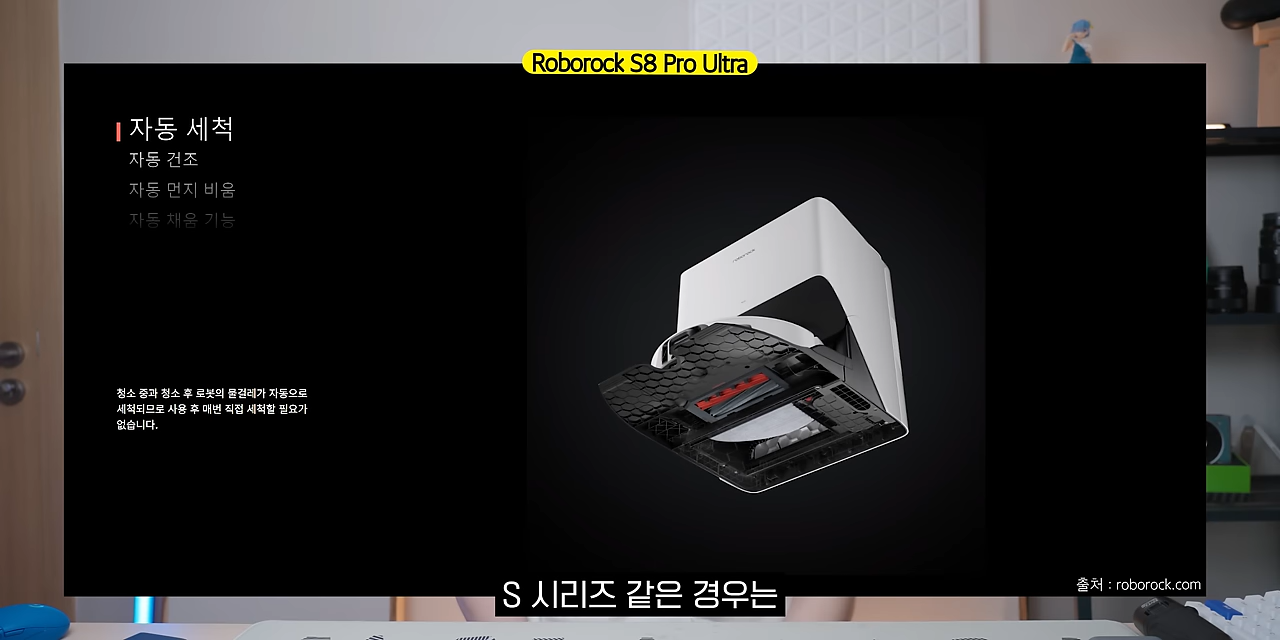 Roborock S8 Pro Ultra
자동 세척
자동 건조
자동 먼지 비움
자동 채움 기능
roborock
청소 중과 청소 후 로봇의 물걸레가 자동으로
세척되므로 사용 후 매번 직접 세척할 필요가
없습니다.
출처 : roborock.com
S 시리즈 같은 경우는